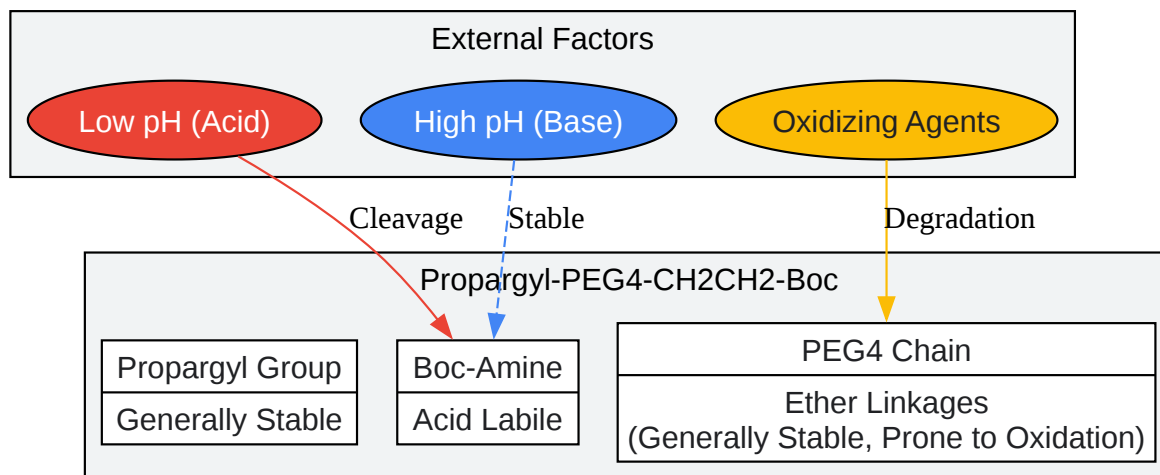 External Factors
Low pH (Acid)
High pH (Base)
Oxidizing Agents
Cleavage
Stable
Degradation
Propargyl-PEG4-CH2CH2-Boc
Propargyl Group
Generally Stable
Boc-Amine
Acid Labile
PEG4 Chain
Ether Linkages
(Generally Stable, Prone to Oxidation)